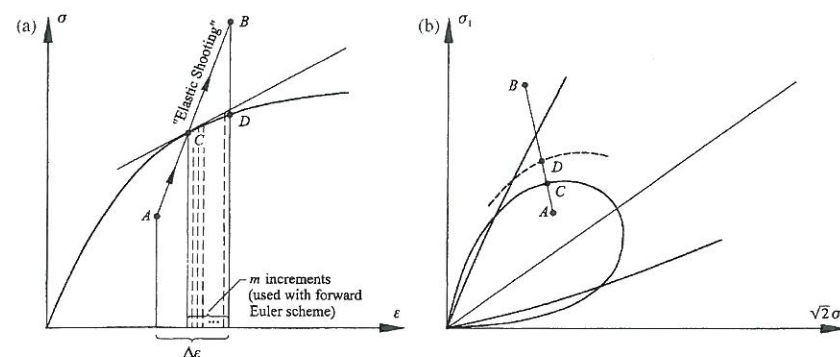 (a)
σ
B
"Elastic Shooting"
D
C
A
m increments
(used with forward
Euler scheme)
...
ε
Δε
(b)
σ₁
B
D
C
A
√2σ